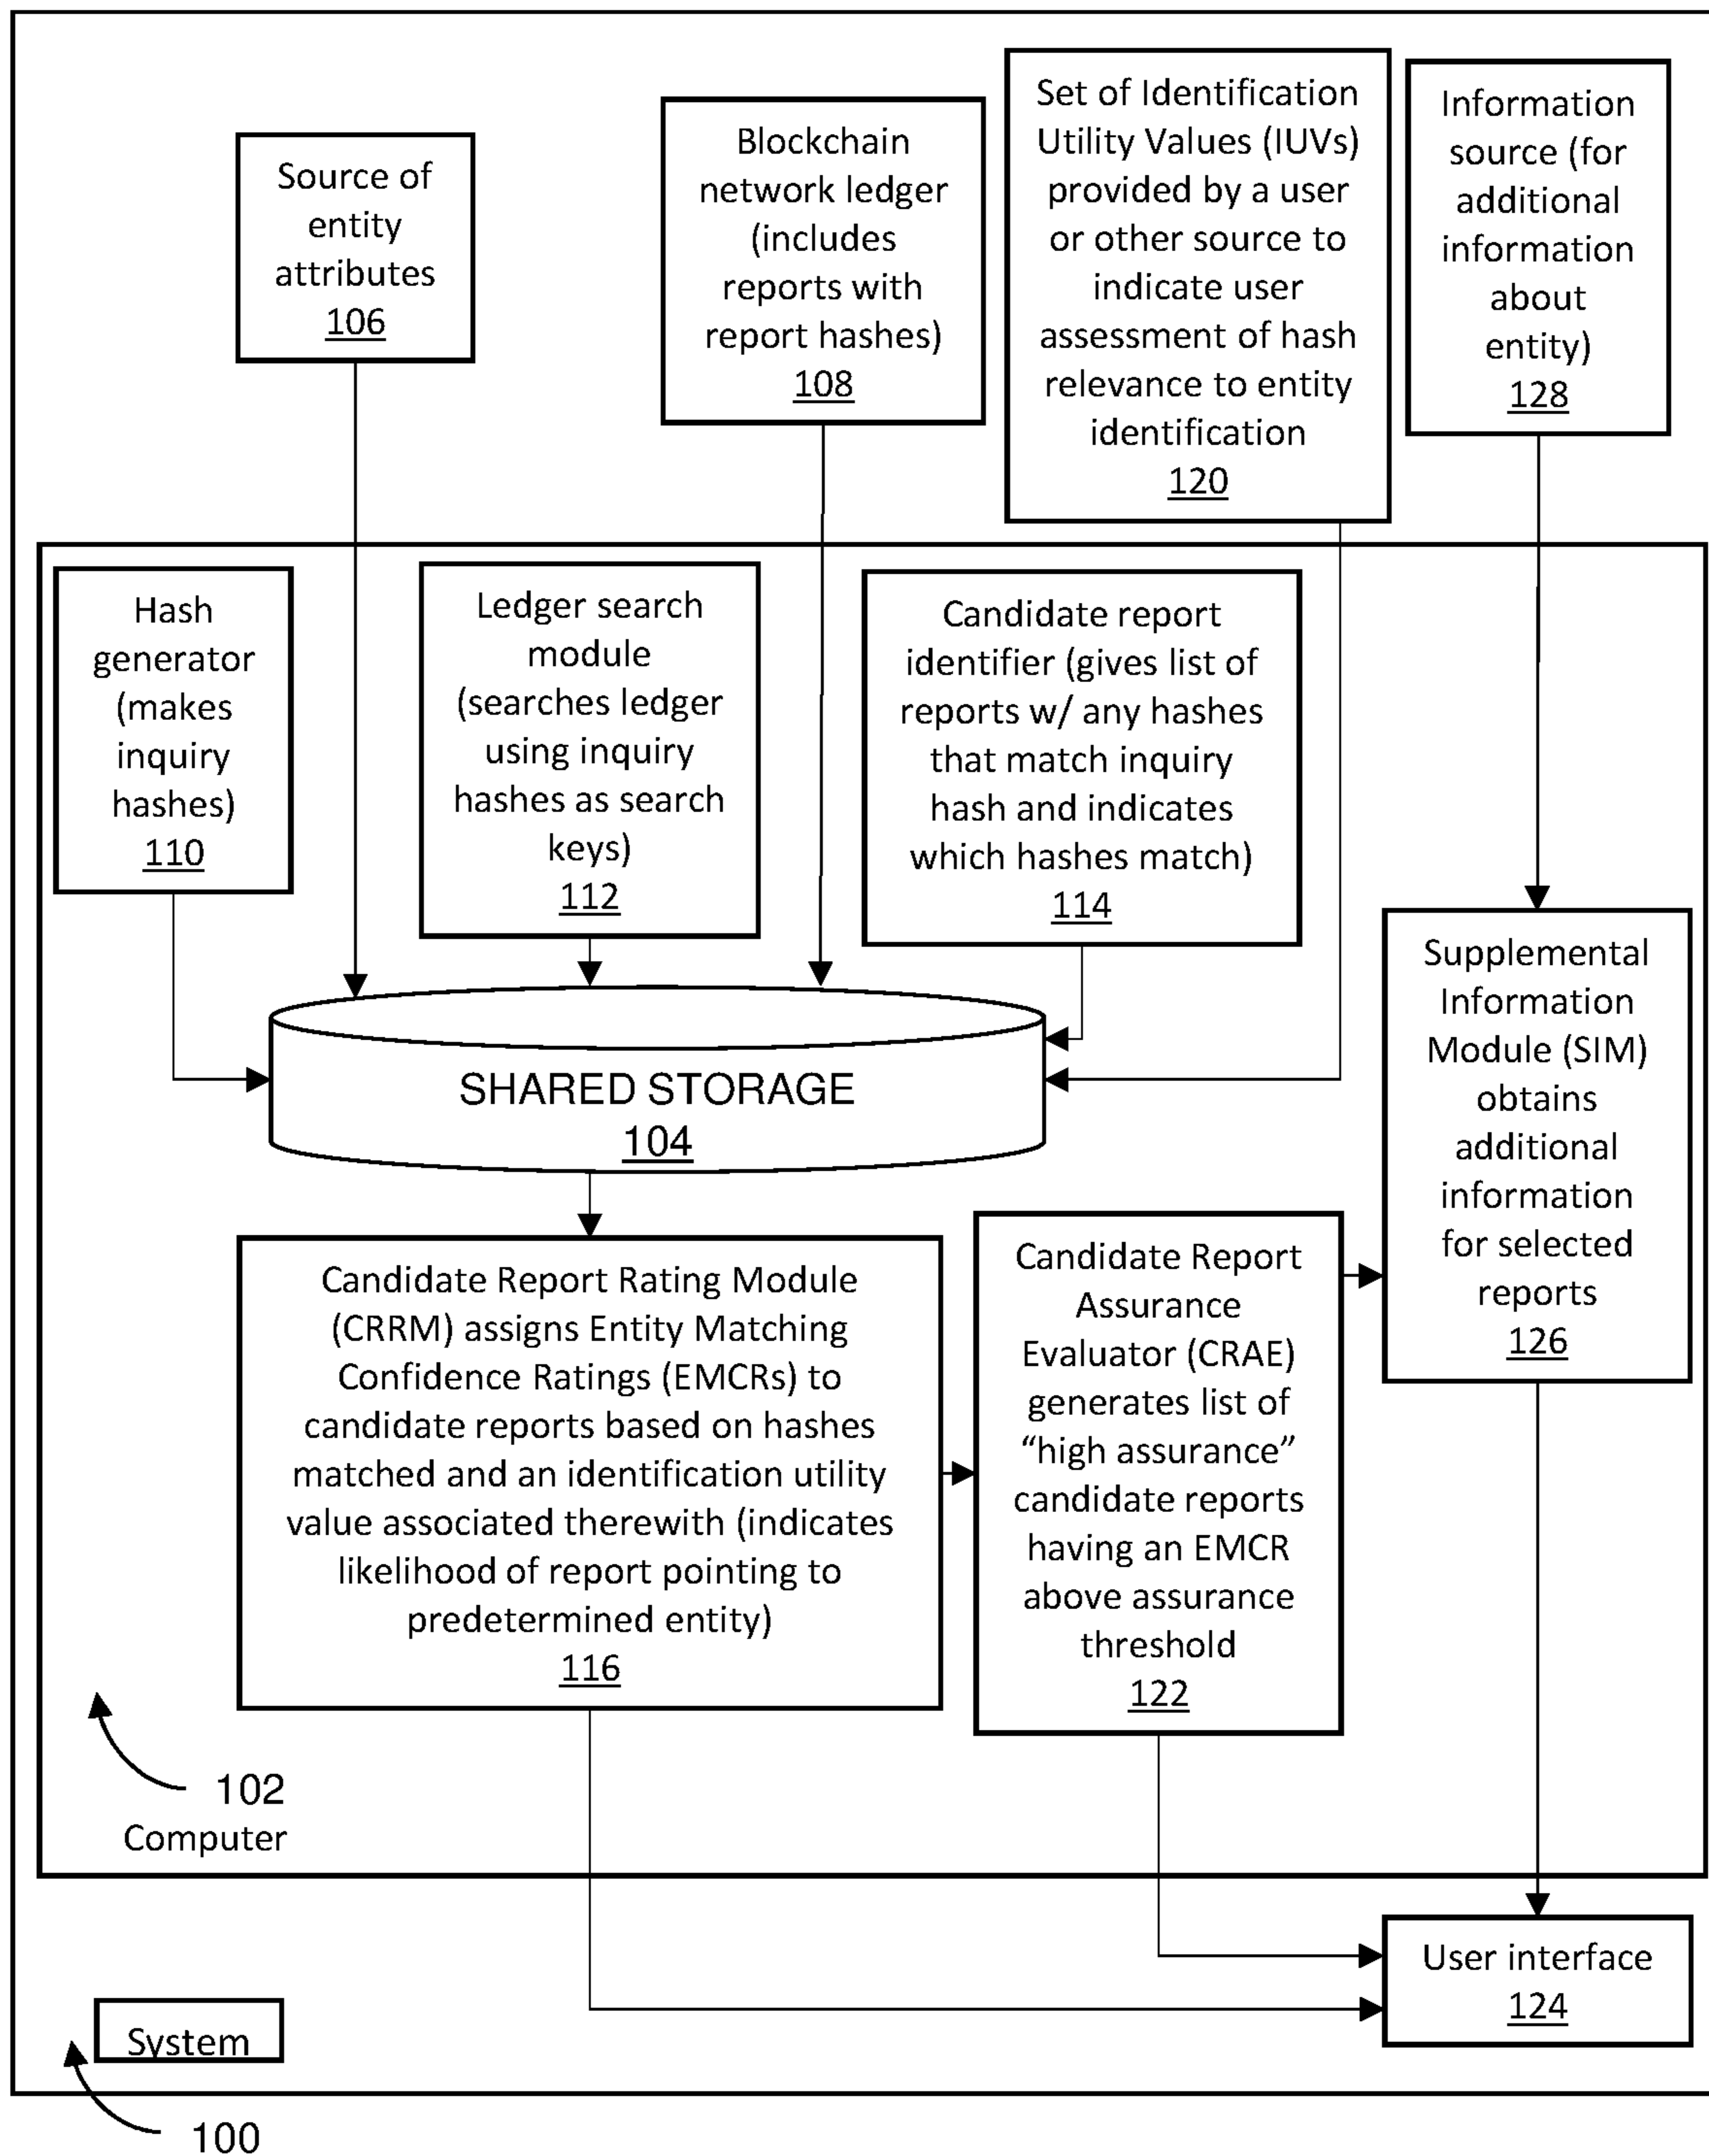 Source of
entity
attributes
106
Blockchain
network ledger
(includes
reports with
report hashes)
108
Set of Identification
Utility Values (IUVs)
provided by a user
or other source to
indicate user
assessment of hash
relevance to entity
identification
120
Information
source (for
additional
information
about
entity)
128
Hash
generator
(makes
inquiry
hashes)
110
Ledger search
module
(searches ledger
using inquiry
hashes as search
keys)
112
Candidate report
identifier (gives list of
reports w/ any hashes
that match inquiry
hash and indicates
which hashes match)
114
SHARED STORAGE
104
Supplemental
Information
Module (SIM)
obtains
additional
information
for selected
reports
126
Candidate Report Rating Module
(CRRM) assigns Entity Matching
Confidence Ratings (EMCRs) to
candidate reports based on hashes
matched and an identification utility
value associated therewith (indicates
likelihood of report pointing to
predetermined entity)
116
Candidate Report
Assurance
Evaluator (CRAE)
generates list of
“high assurance”
candidate reports
having an EMCR
above assurance
threshold
122
102
Computer
User interface
124
System
100